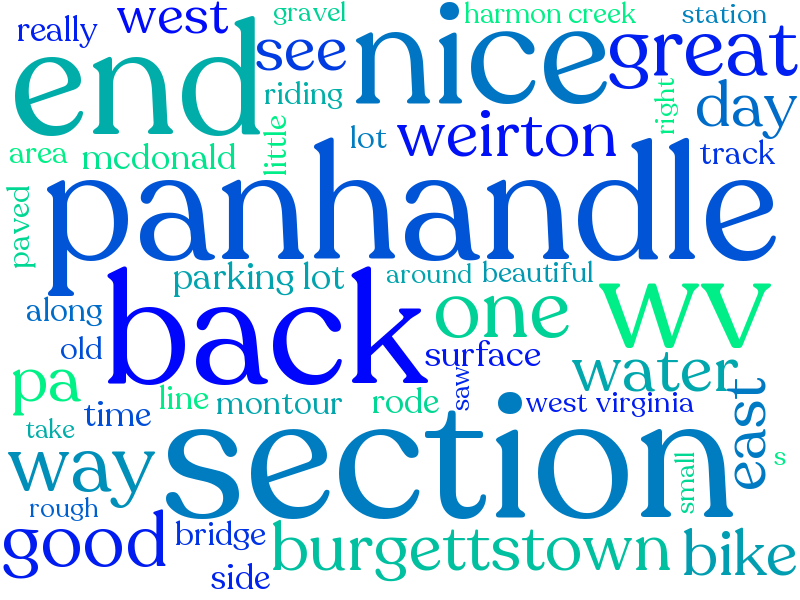 gravel
harmon creek
station
really
west
see
nice
great
end
riding
day
right
little
lot
weirton
track
area
mcdonald
panhandle
paved
parking lot
around
beautiful
along
back
one
wv
old
surface
water
pa
line
montour
rode
saw
west virginia
east
take
time
section
way
small
s
rough
good
bridge
burgettstown
bike
side